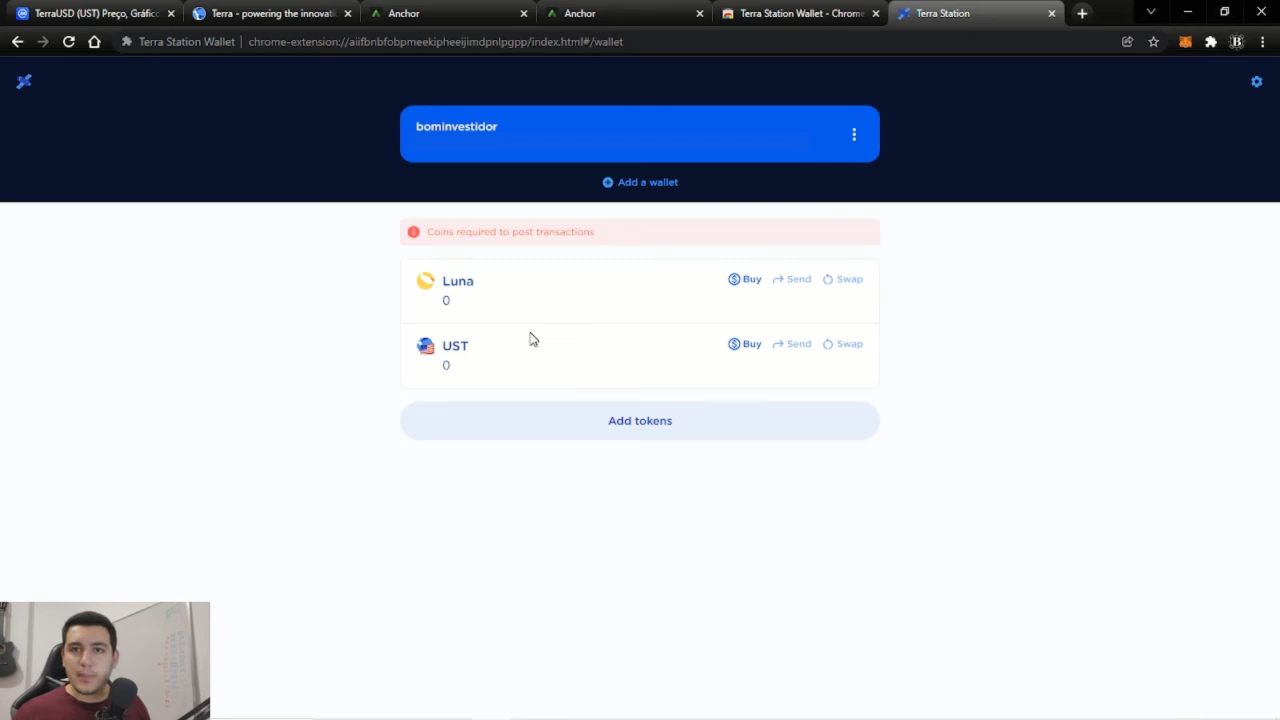 TerraUSD (UST) Preço, Gráfico
Terra - powering the innovati
Anchor
Anchor
Terra Station Wallet - Chrome
Terra Station
Terra Station Wallet
chrome-extension://aiifbnbfobpmeekipheeijimdpnlpgpp/index.html#/wallet
bominvestidor
Add a wallet
Coins required to post transactions
Luna
0
Buy
Send
Swap
UST
0
Buy
Send
Swap
Add tokens